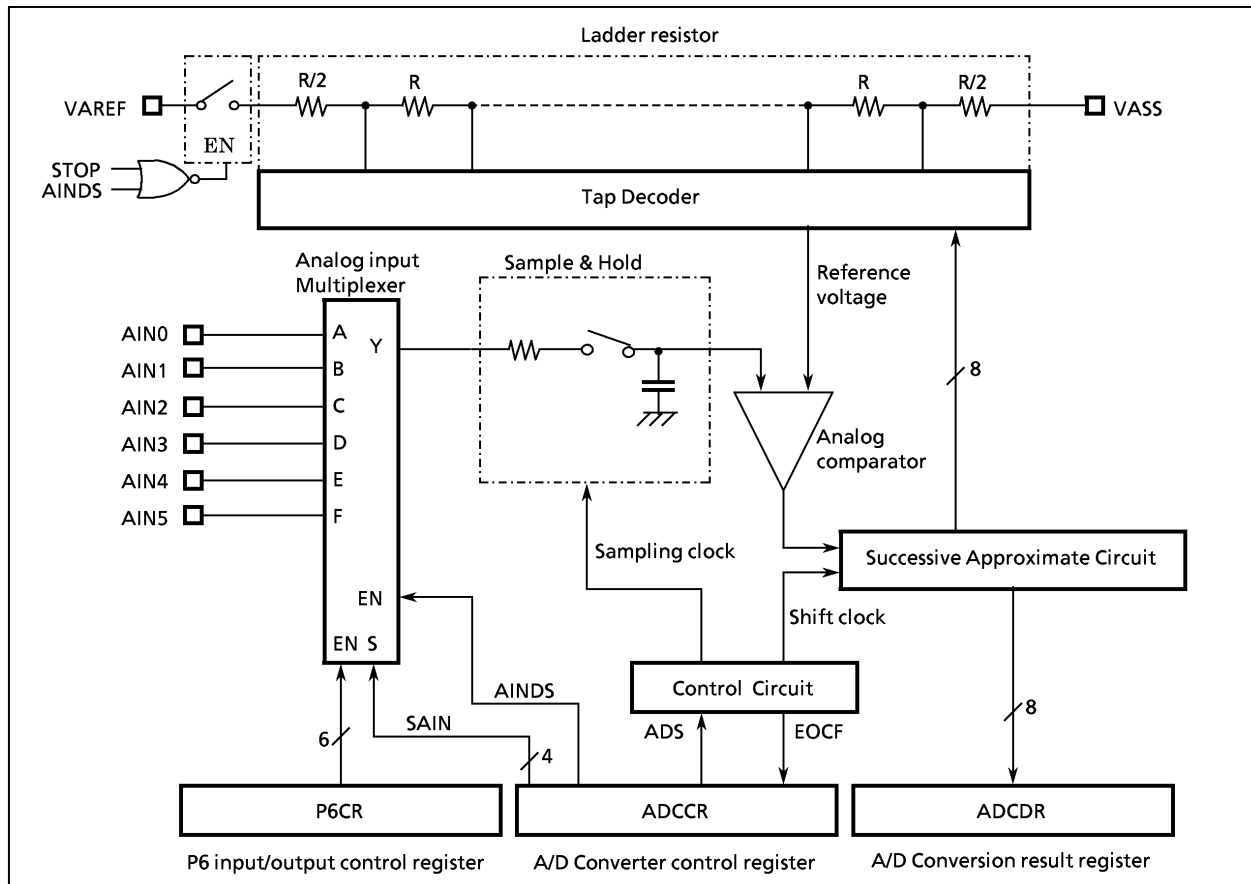 Ladder resistor
R/2
R
R
R/2
VAREF
VASS
EN
STOP
AINDS
Tap Decoder
Analog input
Multiplexer
Sample & Hold
Reference
voltage
AIN0
A
Y
AIN1
B
8
AIN2
C
AIN3
D
Analog
comparator
AIN4
E
AIN5
F
Sampling clock
Successive Approximate Circuit
EN
Shift clock
EN S
Control Circuit
AINDS
SAIN
ADS
EOCF
8
6
4
P6CR
ADCCR
ADCDR
P6 input/output control register
A/D Converter control register
A/D Conversion result register